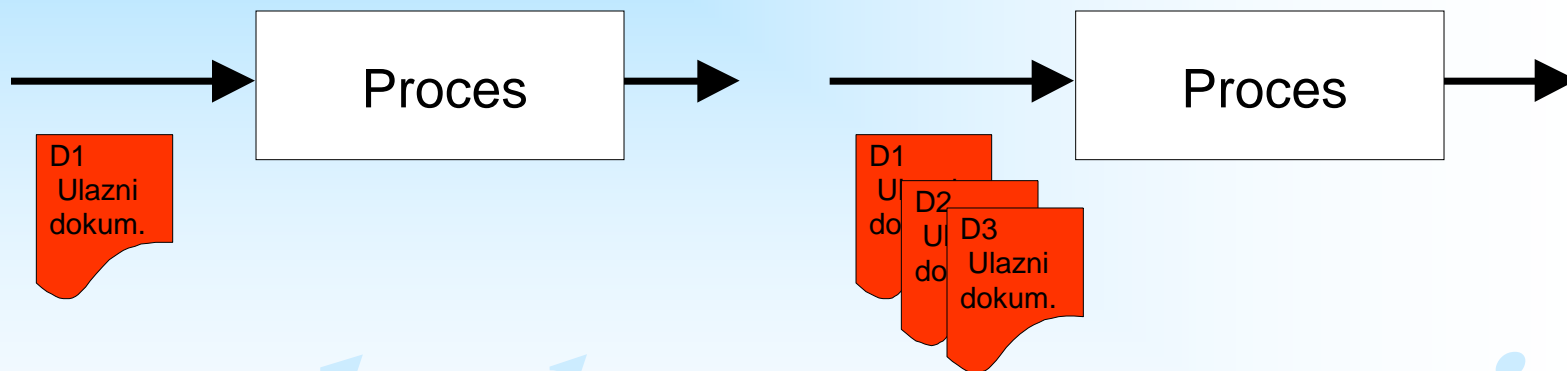 Proces
D1
Ulazni
dokum.
Proces
D1
D2
D3
Ulazni
dokum.